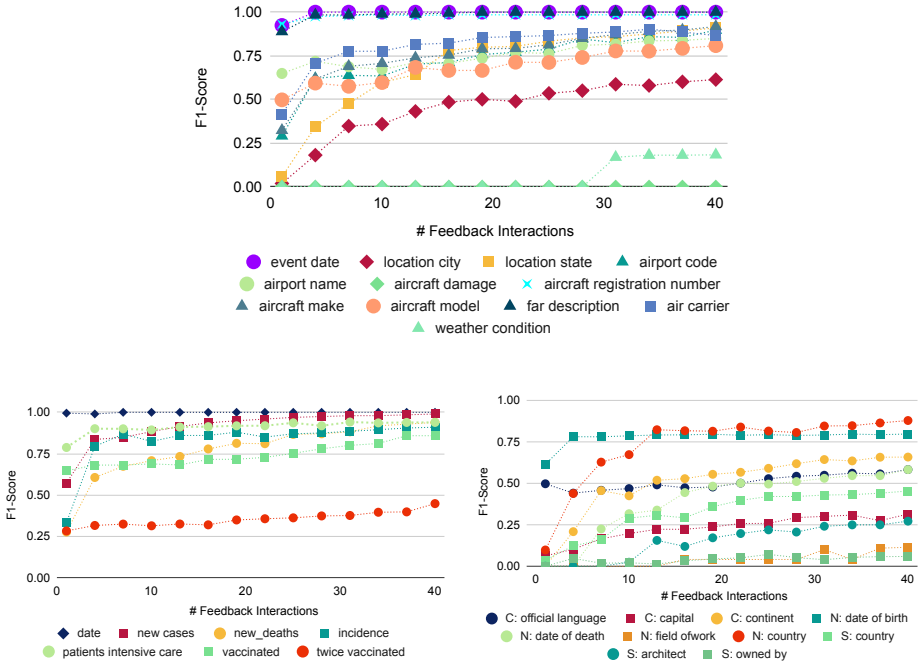 1.00
0.75
0.50
0.25
0.00
F1-Score
0 10 20 30 40
# Feedback Interactions
event date location city location state airport code
airport name aircraft damage aircraft registration number
aircraft make aircraft model far description air carrier
weather condition
1.00
0.75
0.50
0.25
0.00
F1-Score
0 10 20 30 40
# Feedback Interactions
date new cases new_deaths incidence
patients intensive care vaccinated twice vaccinated
1.00
0.75
0.50
0.25
0.00
F1-Score
0 10 20 30 40
# Feedback Interactions
C: official language C: capital C: continent N: date of birth
N: date of death N: field ofwork N: country S: country
S: architect S: owned by